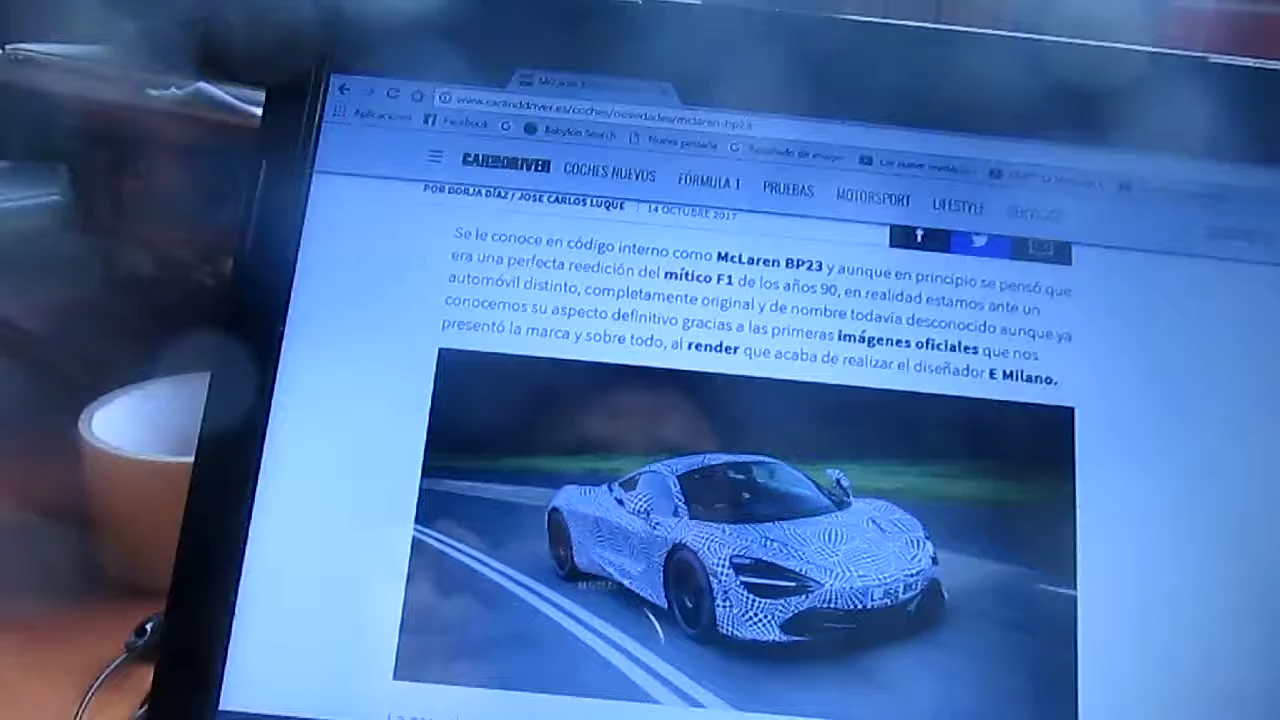 McLaren
www.caranddriver.es/coches/novedades/mclaren-bp23
Aplicaciones Facebook Babylon Search Nueva pestaña Resultado de imagen
CAR AND DRIVER COCHES NUEVOS FÓRMULA 1 PRUEBAS MOTORSPORT LIFESTYLE
POR BORJA DÍAZ / JOSE CARLOS LUQUE | 14 OCTUBRE 2017
Se le conoce en código interno como McLaren BP23 y aunque en principio se pensó que
era una perfecta reedición del mítico F1 de los años 90, en realidad estamos ante un
automóvil distinto, completamente original y de nombre todavía desconocido aunque ya
conocemos su aspecto definitivo gracias a las primeras imágenes oficiales que nos
presentó la marca y sobre todo, al render que acaba de realizar el diseñador E Milano.